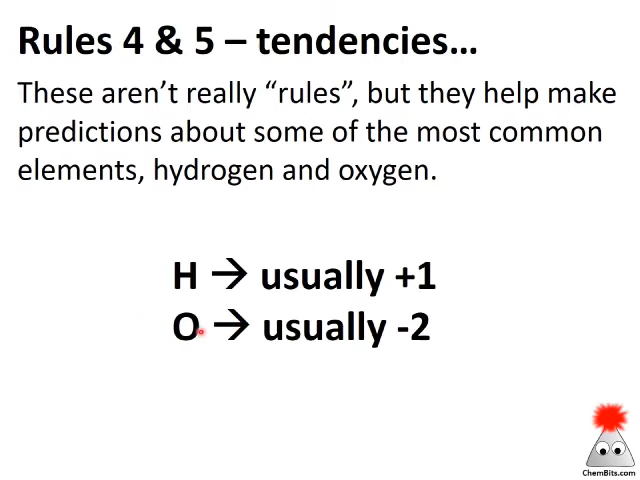 Rules 4 & 5 – tendencies…
These aren’t really “rules”, but they help make
predictions about some of the most common
elements, hydrogen and oxygen.
H → usually +1
O → usually -2
ChemBits.com